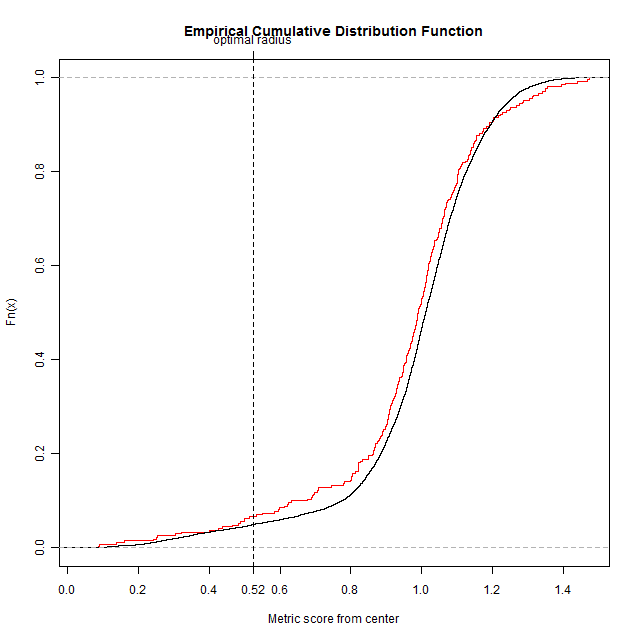 Empirical Cumulative Distribution Function
optimal radius
1.0
0.8
0.6
0.4
0.2
0.0
Fn(x)
0.0 0.2 0.4 0.52 0.6 0.8 1.0 1.2 1.4
Metric score from center